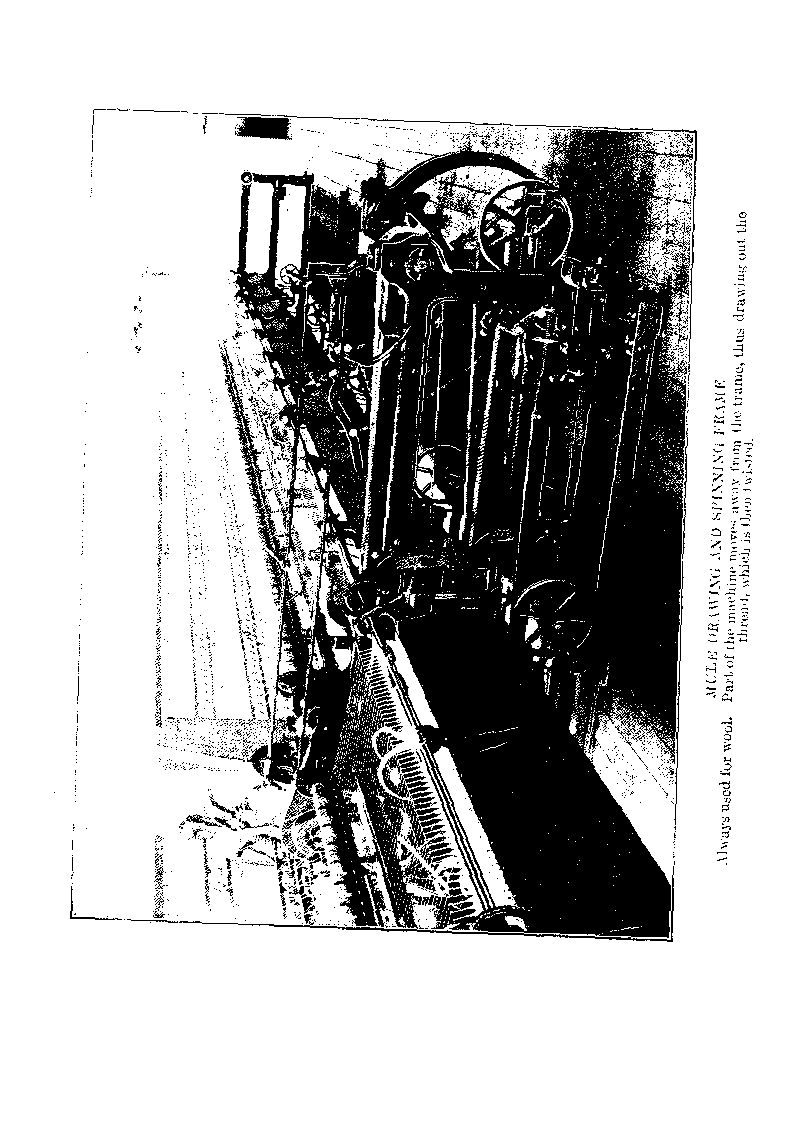 MULE DRAWING AND SPINNING FRAME
Always used for wool. Part of the machine moves away from the frame, thus drawing out the
thread, which is then twisted.